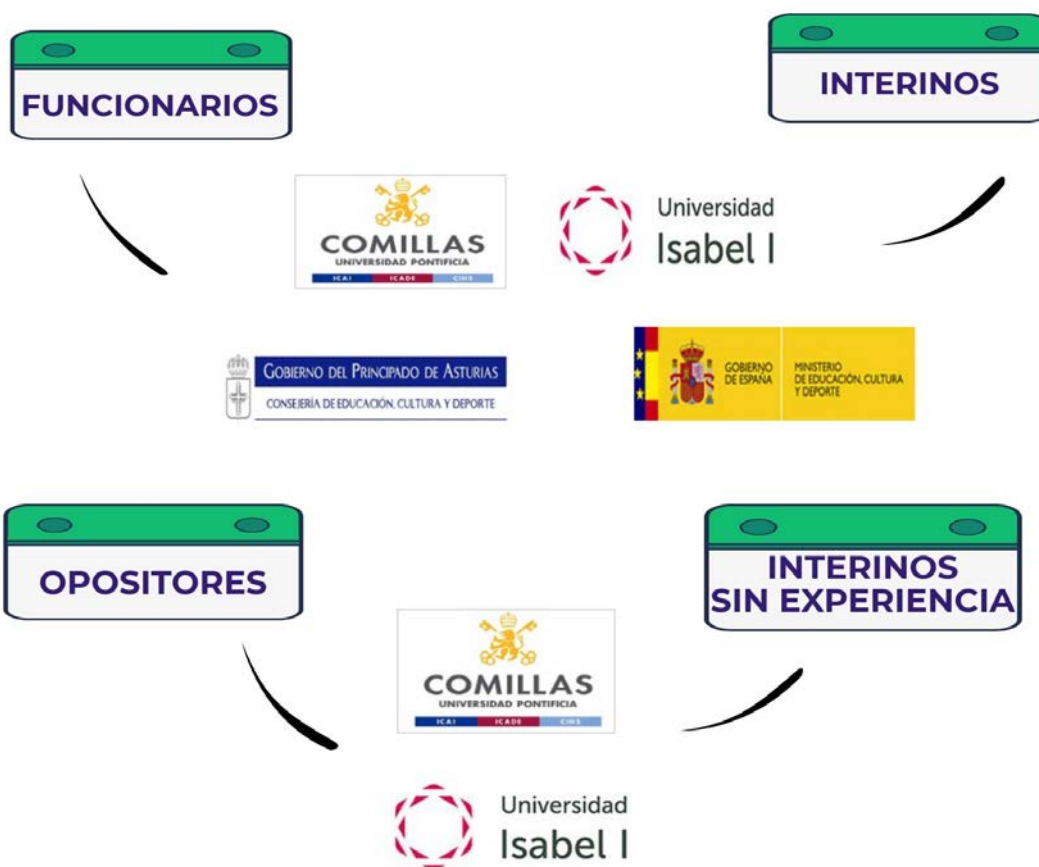 FUNCIONARIOS
INTERINOS
COMILLAS
UNIVERSIDAD PONTIFICIA
ICAI ICADE CIHS
Universidad
Isabel I
GOBIERNO DEL PRINCIPADO DE ASTURIAS
CONSEJERÍA DE EDUCACIÓN, CULTURA Y DEPORTE
GOBIERNO
DE ESPAÑA
MINISTERIO
DE EDUCACIÓN, CULTURA
Y DEPORTE
OPOSITORES
INTERINOS
SIN EXPERIENCIA
COMILLAS
UNIVERSIDAD PONTIFICIA
ICAI ICADE CIHS
Universidad
Isabel I